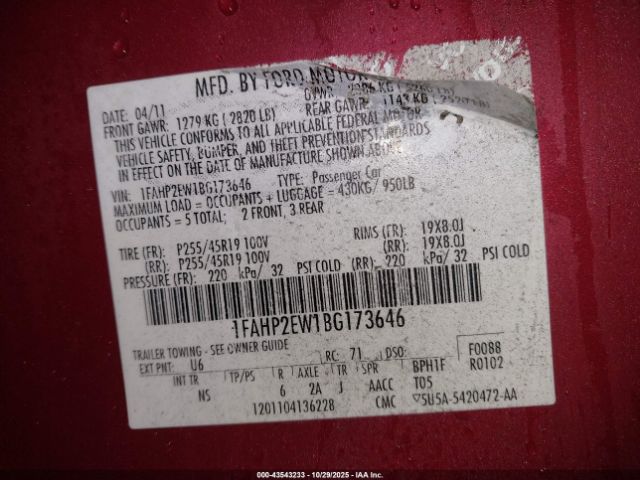 MFD. BY FORD MOTOR
DATE: 04/11 GVWR:
FRONT GAWR: 1279 KG ( 2820 LB) REAR GAWR: 1143 KG
THIS VEHICLE CONFORMS TO ALL APPLICABLE FEDERAL MOTOR
VEHICLE SAFETY, BUMPER, AND THEFT PREVENTION STANDARDS
IN EFFECT ON THE DATE OF MANUFACTURE SHOWN ABOVE.
VIN: 1FAHP2EW1BG173646 TYPE: Passenger Car
MAXIMUM LOAD = OCCUPANTS + LUGGAGE = 430KG/ 950LB
OCCUPANTS = 5 TOTAL; 2 FRONT, 3 REAR
TIRE (FR): P255/45R19 100V RIMS (FR): 19X8.0J
(RR): P255/45R19 100V (RR): 19X8.0J
PRESSURE (FR): 220 kPa/ 32 PSI COLD (RR): 220 kPa/ 32 PSI COLD
1FAHP2EW1BG173646
TRAILER TOWING - SEE OWNER GUIDE
EXT PNT: U6 RC: 71 DSO: F0088
INT TR TP/PS R AXLE TR SPR BPH1F R0102
NS 6 2A J AACC T05
1201104136228 CMC ▽5U5A-5420472-AA
000-43543233 | 10/29/2025 | IAA Inc.